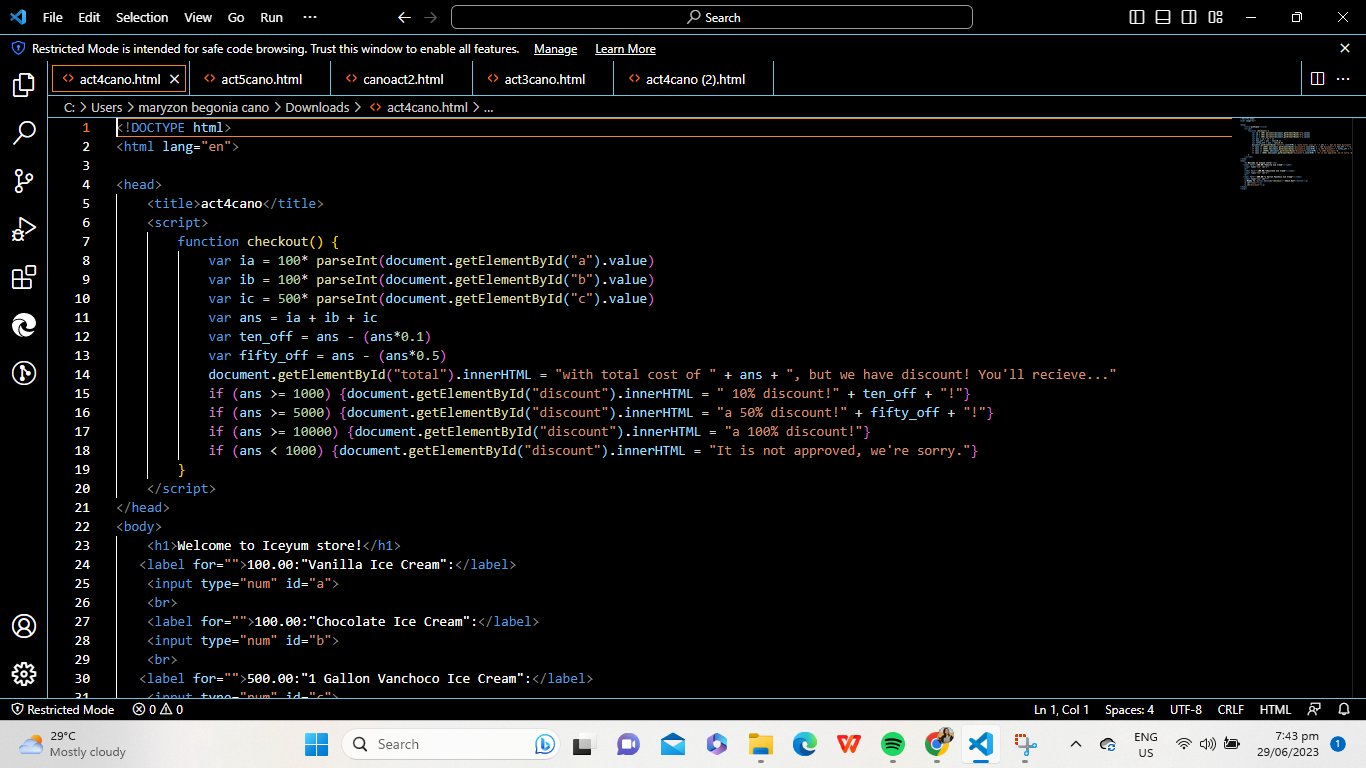 File Edit Selection View Go Run ··· Search
Restricted Mode is intended for safe code browsing. Trust this window to enable all features. Manage Learn More
act4cano.html act5cano.html canoact2.html act3cano.html act4cano (2).html
C: > Users > maryzon begonia cano > Downloads > act4cano.html > ...
1 <!DOCTYPE html>
2 <html lang="en">
3
4 <head>
5 <title>act4cano</title>
6 <script>
7 function checkout() {
8 var ia = 100* parseInt(document.getElementById("a").value)
9 var ib = 100* parseInt(document.getElementById("b").value)
10 var ic = 500* parseInt(document.getElementById("c").value)
11 var ans = ia + ib + ic
12 var ten_off = ans - (ans*0.1)
13 var fifty_off = ans - (ans*0.5)
14 document.getElementById("total").innerHTML = "with total cost of " + ans + ", but we have discount! You'll recieve..."
15 if (ans >= 1000) {document.getElementById("discount").innerHTML = " 10% discount!" + ten_off + "!"}
16 if (ans >= 5000) {document.getElementById("discount").innerHTML = "a 50% discount!" + fifty_off + "!"}
17 if (ans >= 10000) {document.getElementById("discount").innerHTML = "a 100% discount!"}
18 if (ans < 1000) {document.getElementById("discount").innerHTML = "It is not approved, we're sorry."}
19 }
20 </script>
21 </head>
22 <body>
23 <h1>Welcome to Iceyum store!</h1>
24 <label for="">100.00:"Vanilla Ice Cream":</label>
25 <input type="num" id="a">
26 <br>
27 <label for="">100.00:"Chocolate Ice Cream":</label>
28 <input type="num" id="b">
29 <br>
30 <label for="">500.00:"1 Gallon Vanchoco Ice Cream":</label>
31 <input type="num" id="c">
Restricted Mode 0 0 Ln 1, Col 1 Spaces: 4 UTF-8 CRLF HTML
29°C
Mostly cloudy
Search
ENG
US
7:43 pm
29/06/2023
1